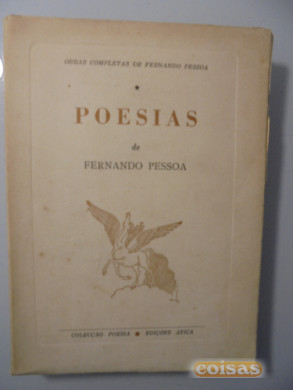 OBRAS COMPLETAS DE FERNANDO PESSOA
POESIAS
de
FERNANDO PESSOA
COLECÇÃO POESIA ★ EDIÇÕES ÁTICA
coisas